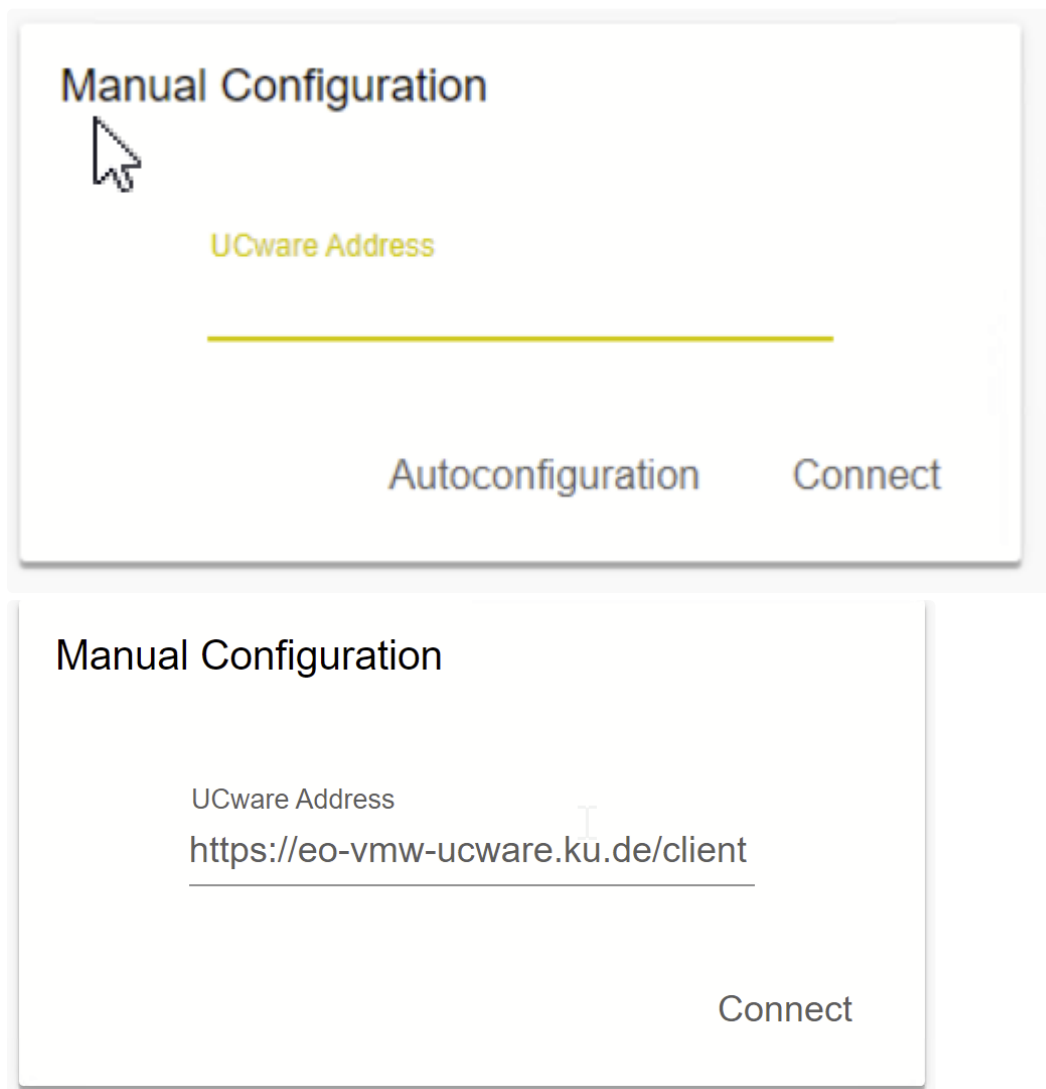 Manual Configuration
UCware Address
Autoconfiguration Connect
Manual Configuration
UCware Address
https://eo-vmw-ucware.ku.de/client
Connect